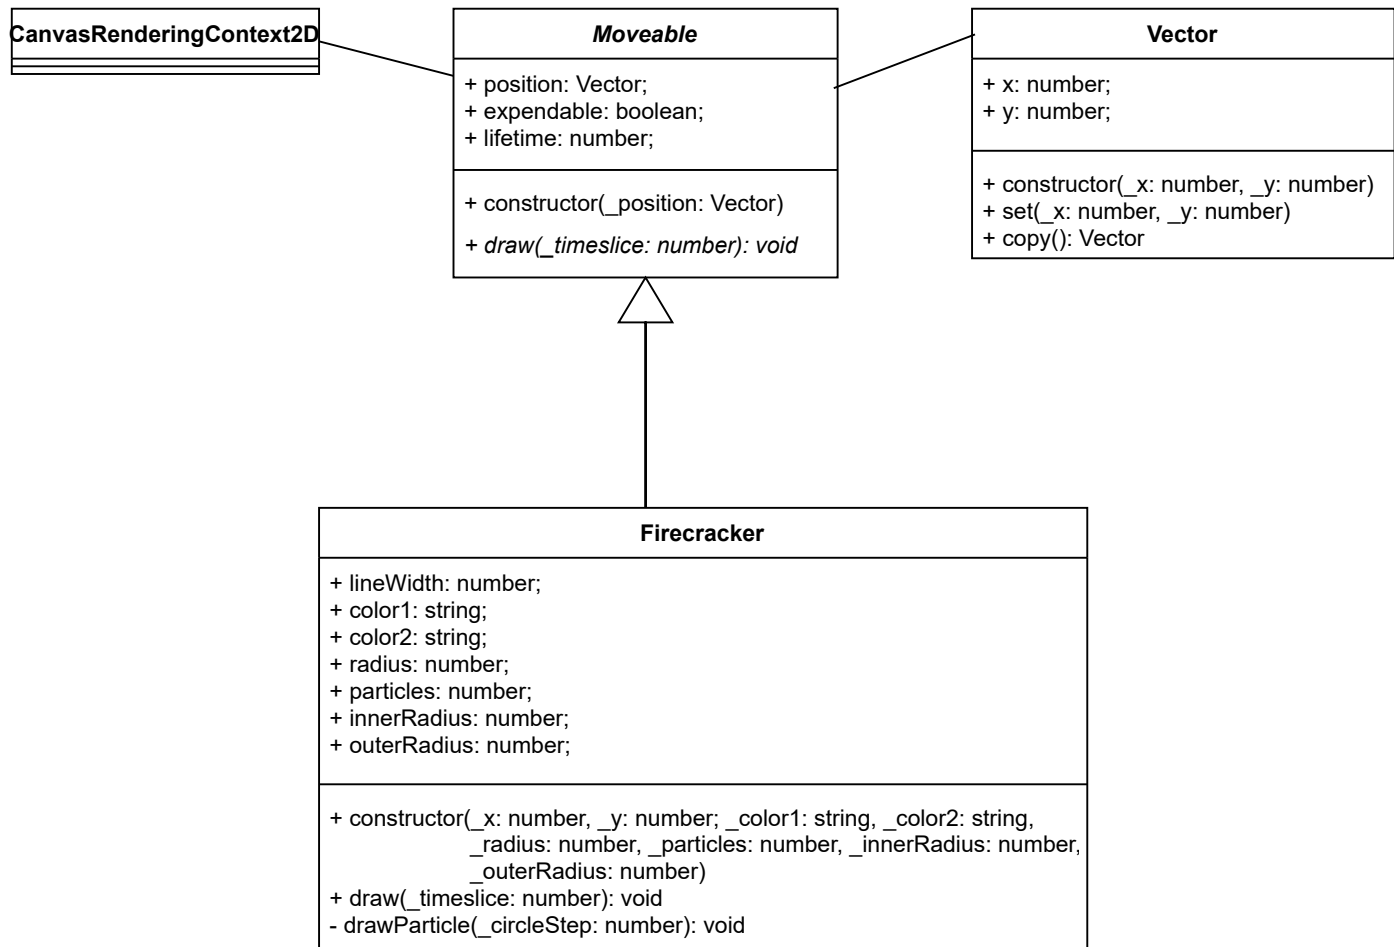 CanvasRenderingContext2D
Moveable
+ position: Vector;
+ expendable: boolean;
+ lifetime: number;
+ constructor(_position: Vector)
+ draw(_timeslice: number): void
Vector
+ x: number;
+ y: number;
+ constructor(_x: number, _y: number)
+ set(_x: number, _y: number)
+ copy(): Vector
Firecracker
+ lineWidth: number;
+ color1: string;
+ color2: string;
+ radius: number;
+ particles: number;
+ innerRadius: number;
+ outerRadius: number;
+ constructor(_x: number, _y: number; _color1: string, _color2: string,
_radius: number, _particles: number, _innerRadius: number,
_outerRadius: number)
+ draw(_timeslice: number): void
- drawParticle(_circleStep: number): void